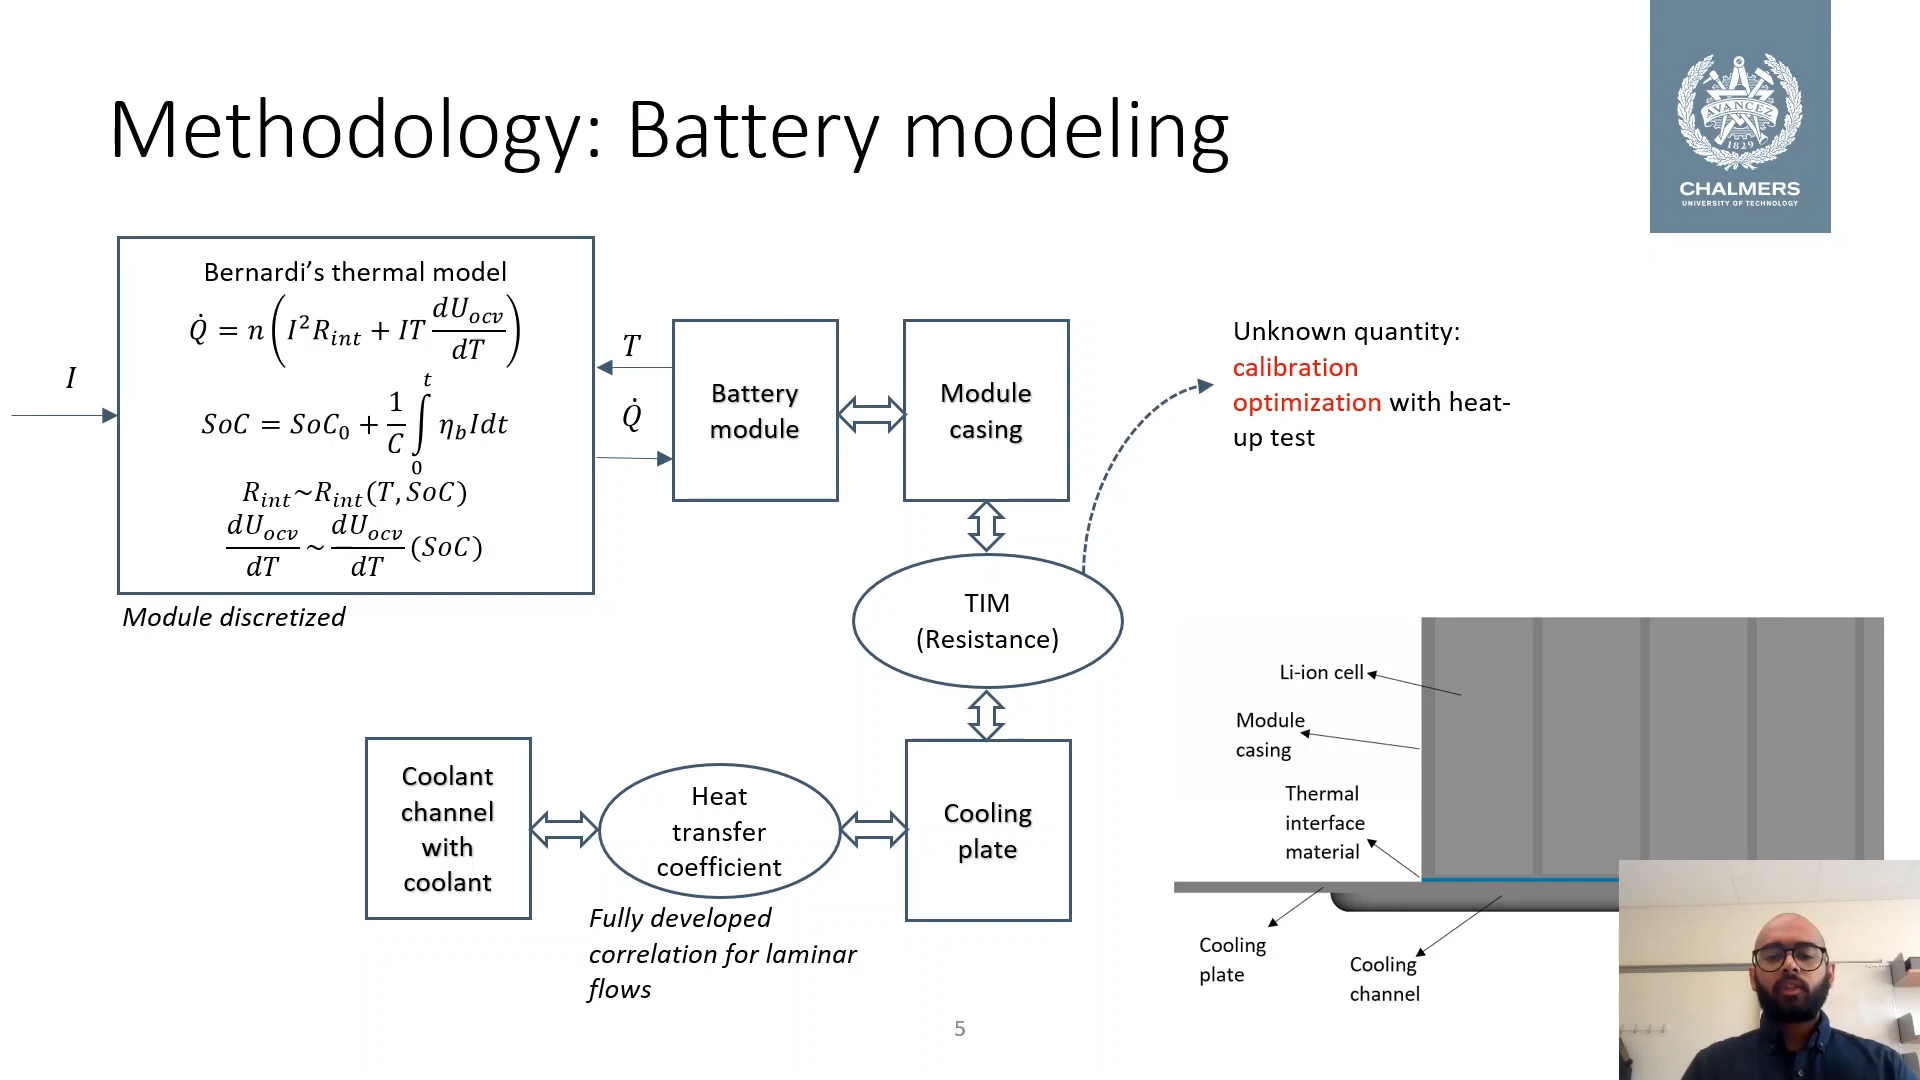 Methodology: Battery modeling
AVANCEZ
1829
CHALMERS
UNIVERSITY OF TECHNOLOGY
Bernardi's thermal model
Q̇ = n(I²R_int + IT dU_ocv/dT)
SoC = SoC₀ + 1/C ∫₀ᵗ η_b Idt
R_int~R_int(T, SoC)
dU_ocv/dT ~ dU_ocv/dT (SoC)
Module discretized
I
T
Q̇
Battery
module
Module
casing
Unknown quantity:
calibration
optimization with heat-
up test
TIM
(Resistance)
Cooling
plate
Heat
transfer
coefficient
Coolant
channel
with
coolant
Fully developed
correlation for laminar
flows
Li-ion cell
Module
casing
Thermal
interface
material
Cooling
plate
Cooling
channel
5